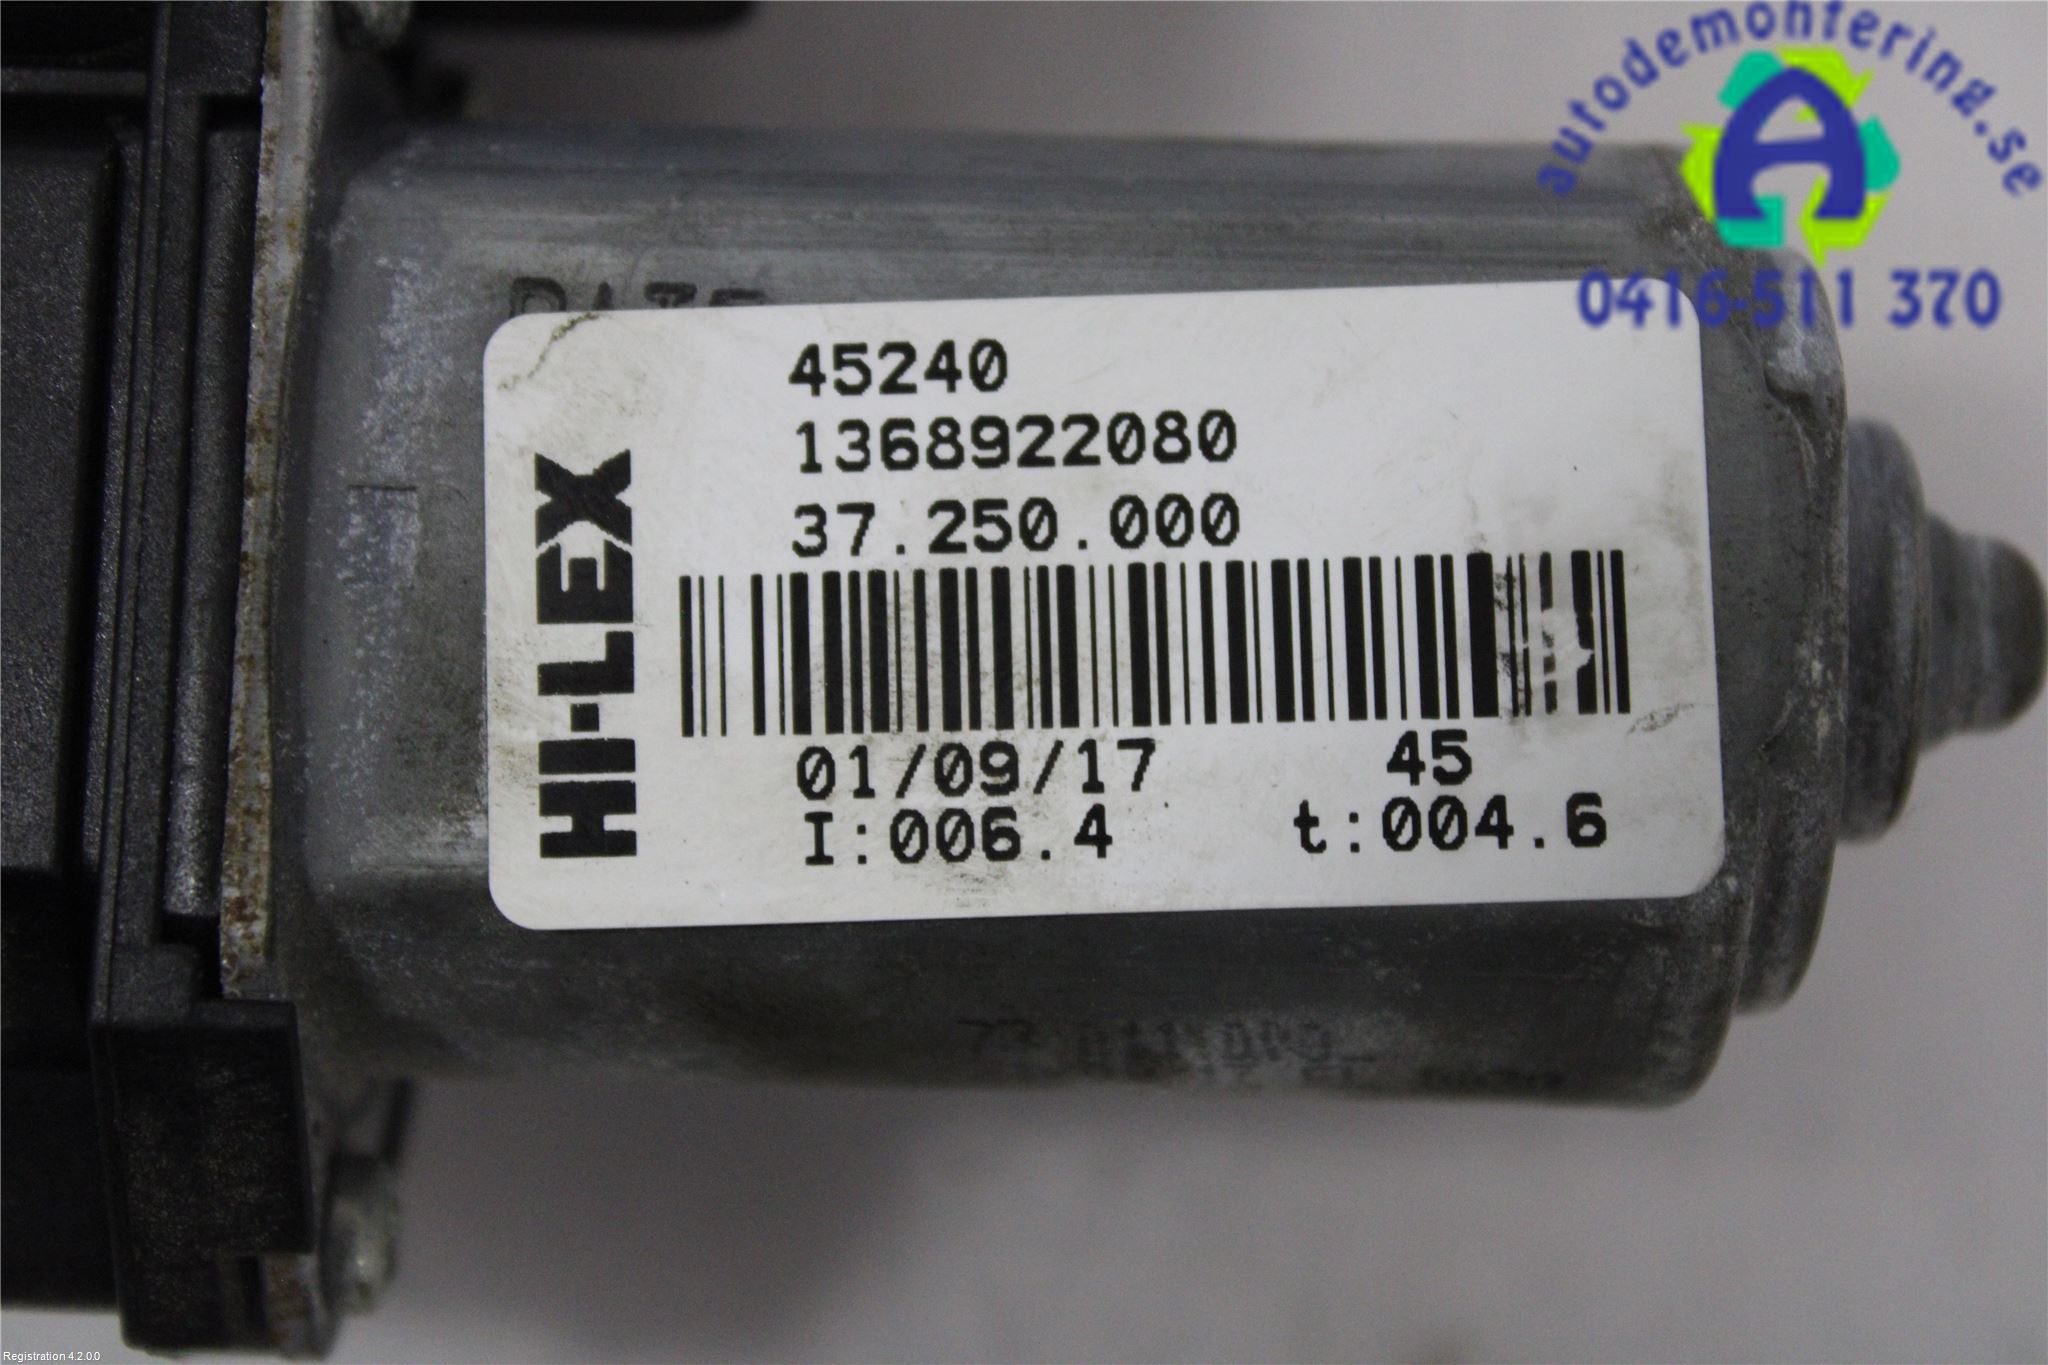 autodemontering.se
A
0416-511 370
45240
1368922080
37.250.000
HI-LEX
01/09/17 45
I:006.4 t:004.6
Registration 4.2.0.0